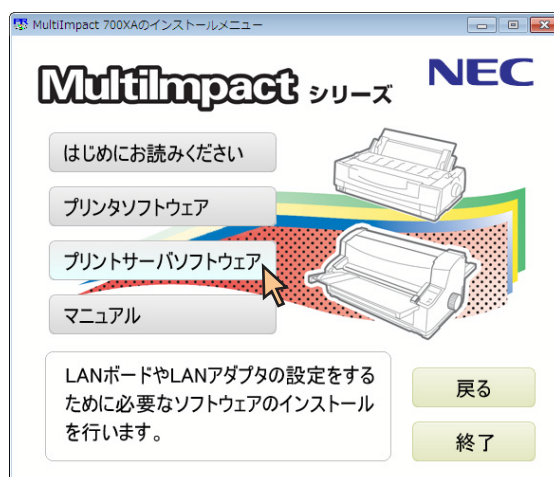 MultiImpact 700XAのインストールメニュー
MultiImpact シリーズ NEC
はじめにお読みください
プリンタソフトウェア
プリントサーバソフトウェア
マニュアル
LANボードやLANアダプタの設定をする
ために必要なソフトウェアのインストール
を行います。
戻る
終了